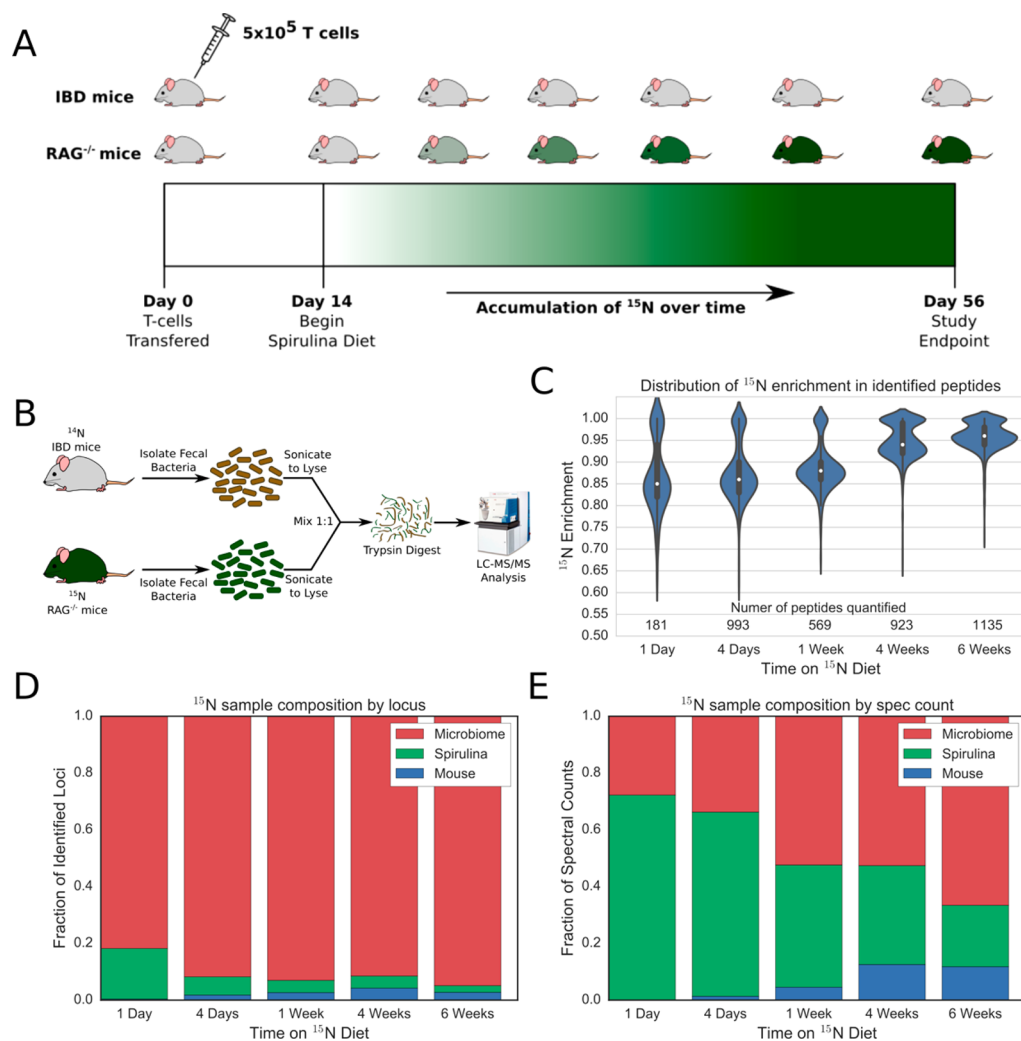 A
5x10⁵ T cells
IBD mice
RAG⁻/⁻ mice
Day 0
T-cells
Transfered
Day 14
Begin
Spirulina Diet
Accumulation of ¹⁵N over time
Day 56
Study
Endpoint
B
¹⁴N
IBD mice
Isolate Fecal
Bacteria
Sonicate
to Lyse
Mix 1:1
Trypsin Digest
LC-MS/MS
Analysis
¹⁵N
RAG⁻/⁻ mice
Isolate Fecal
Bacteria
Sonicate
to Lyse
C
Distribution of ¹⁵N enrichment in identified peptides
¹⁵N Enrichment
1.00
0.95
0.90
0.85
0.80
0.75
0.70
0.65
0.60
0.55
0.50
Numer of peptides quantified
181 993 569 923 1135
1 Day 4 Days 1 Week 4 Weeks 6 Weeks
Time on ¹⁵N Diet
D
¹⁵N sample composition by locus
Fraction of Identified Loci
1.0
0.8
0.6
0.4
0.2
0.0
Microbiome
Spirulina
Mouse
1 Day 4 Days 1 Week 4 Weeks 6 Weeks
Time on ¹⁵N Diet
E
¹⁵N sample composition by spec count
Fraction of Spectral Counts
1.0
0.8
0.6
0.4
0.2
0.0
Microbiome
Spirulina
Mouse
1 Day 4 Days 1 Week 4 Weeks 6 Weeks
Time on ¹⁵N Diet